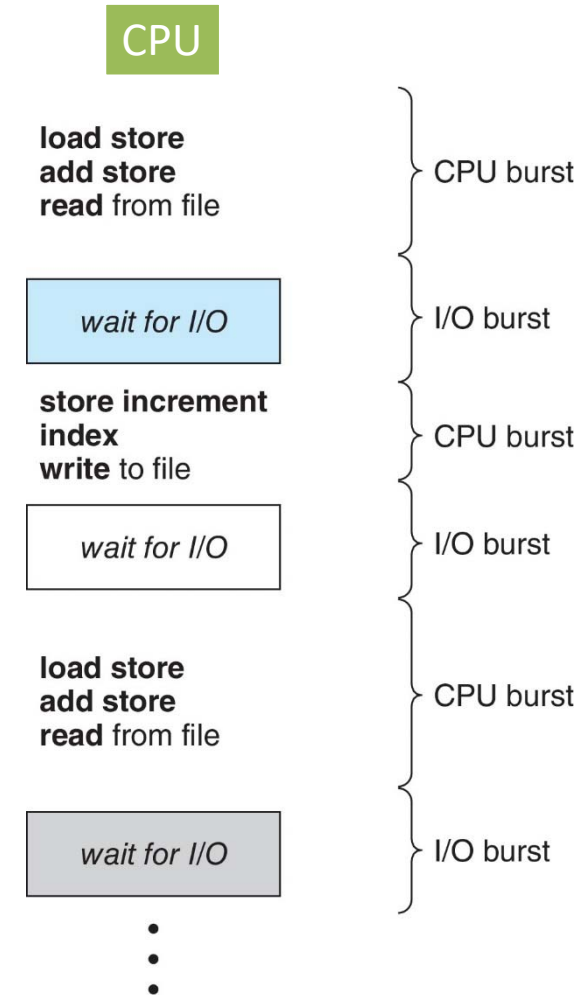 CPU
load store
add store
read from file
CPU burst
wait for I/O
I/O burst
store increment
index
write to file
CPU burst
wait for I/O
I/O burst
load store
add store
read from file
CPU burst
wait for I/O
I/O burst